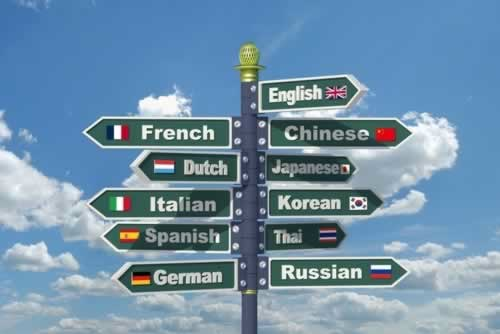 English
French
Chinese
Dutch
Japanese
Italian
Korean
Spanish
Thai
German
Russian